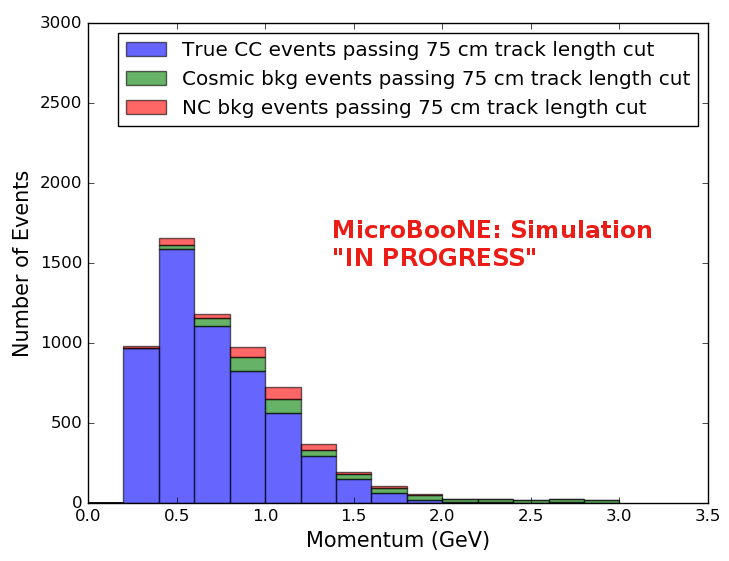 3000
2500
2000
1500
1000
500
0
Number of Events
True CC events passing 75 cm track length cut
Cosmic bkg events passing 75 cm track length cut
NC bkg events passing 75 cm track length cut
MicroBooNE: Simulation
"IN PROGRESS"
0.0 0.5 1.0 1.5 2.0 2.5 3.0 3.5
Momentum (GeV)